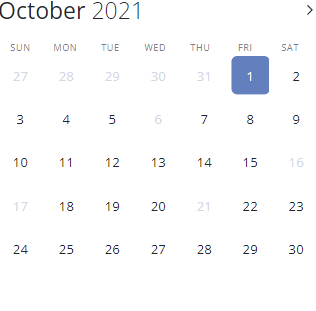 October 2021
SUN MON TUE WED THU FRI SAT
27 28 29 30 31 1 2
3 4 5 6 7 8 9
10 11 12 13 14 15 16
17 18 19 20 21 22 23
24 25 26 27 28 29 30